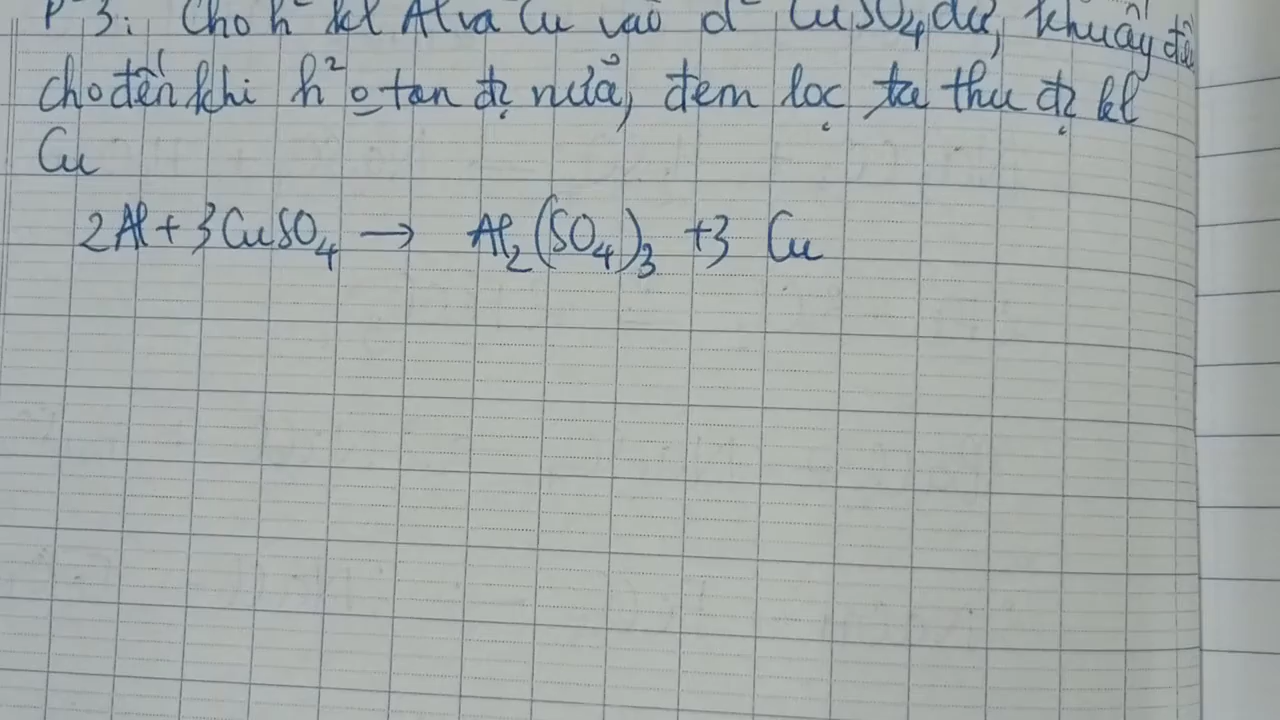 P² 3: Cho h² kl Al và Cu vào d² CuSO₄ dư, khuấy đều
cho đến khi h² o tan đc nữa, đem lọc ta thu đc kl
Cu
2Al + 3CuSO₄ → Al₂(SO₄)₃ + 3 Cu